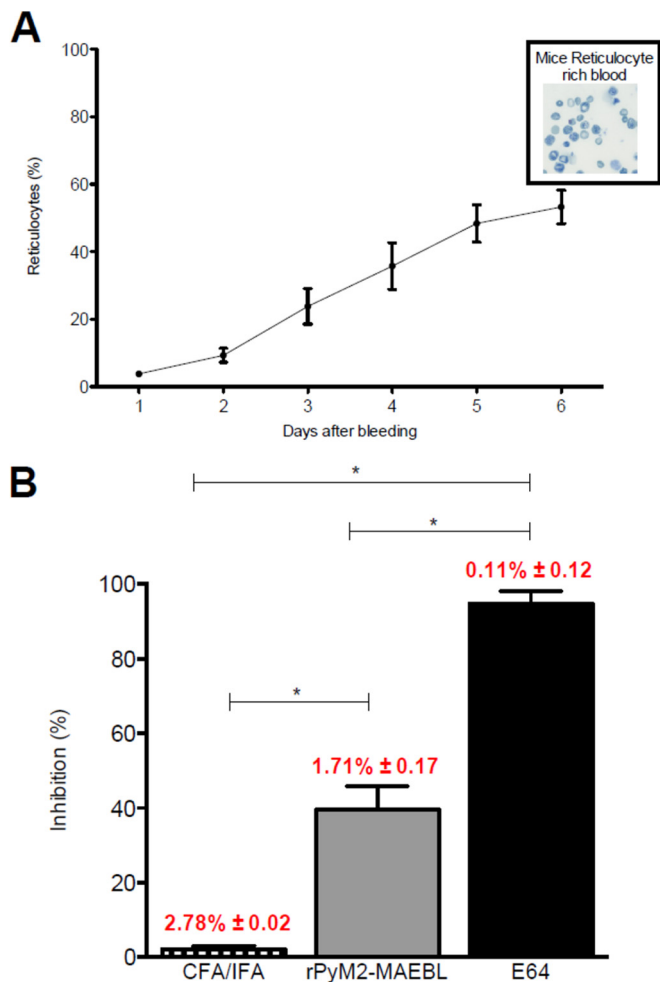 A
Mice Reticulocyte
rich blood
100
80
60
40
20
0
Reticulocytes (%)
1 2 3 4 5 6
Days after bleeding
B
*
*
0.11% ± 0.12
*
1.71% ± 0.17
2.78% ± 0.02
100
80
60
40
20
0
Inhibition (%)
CFA/IFA rPyM2-MAEBL E64